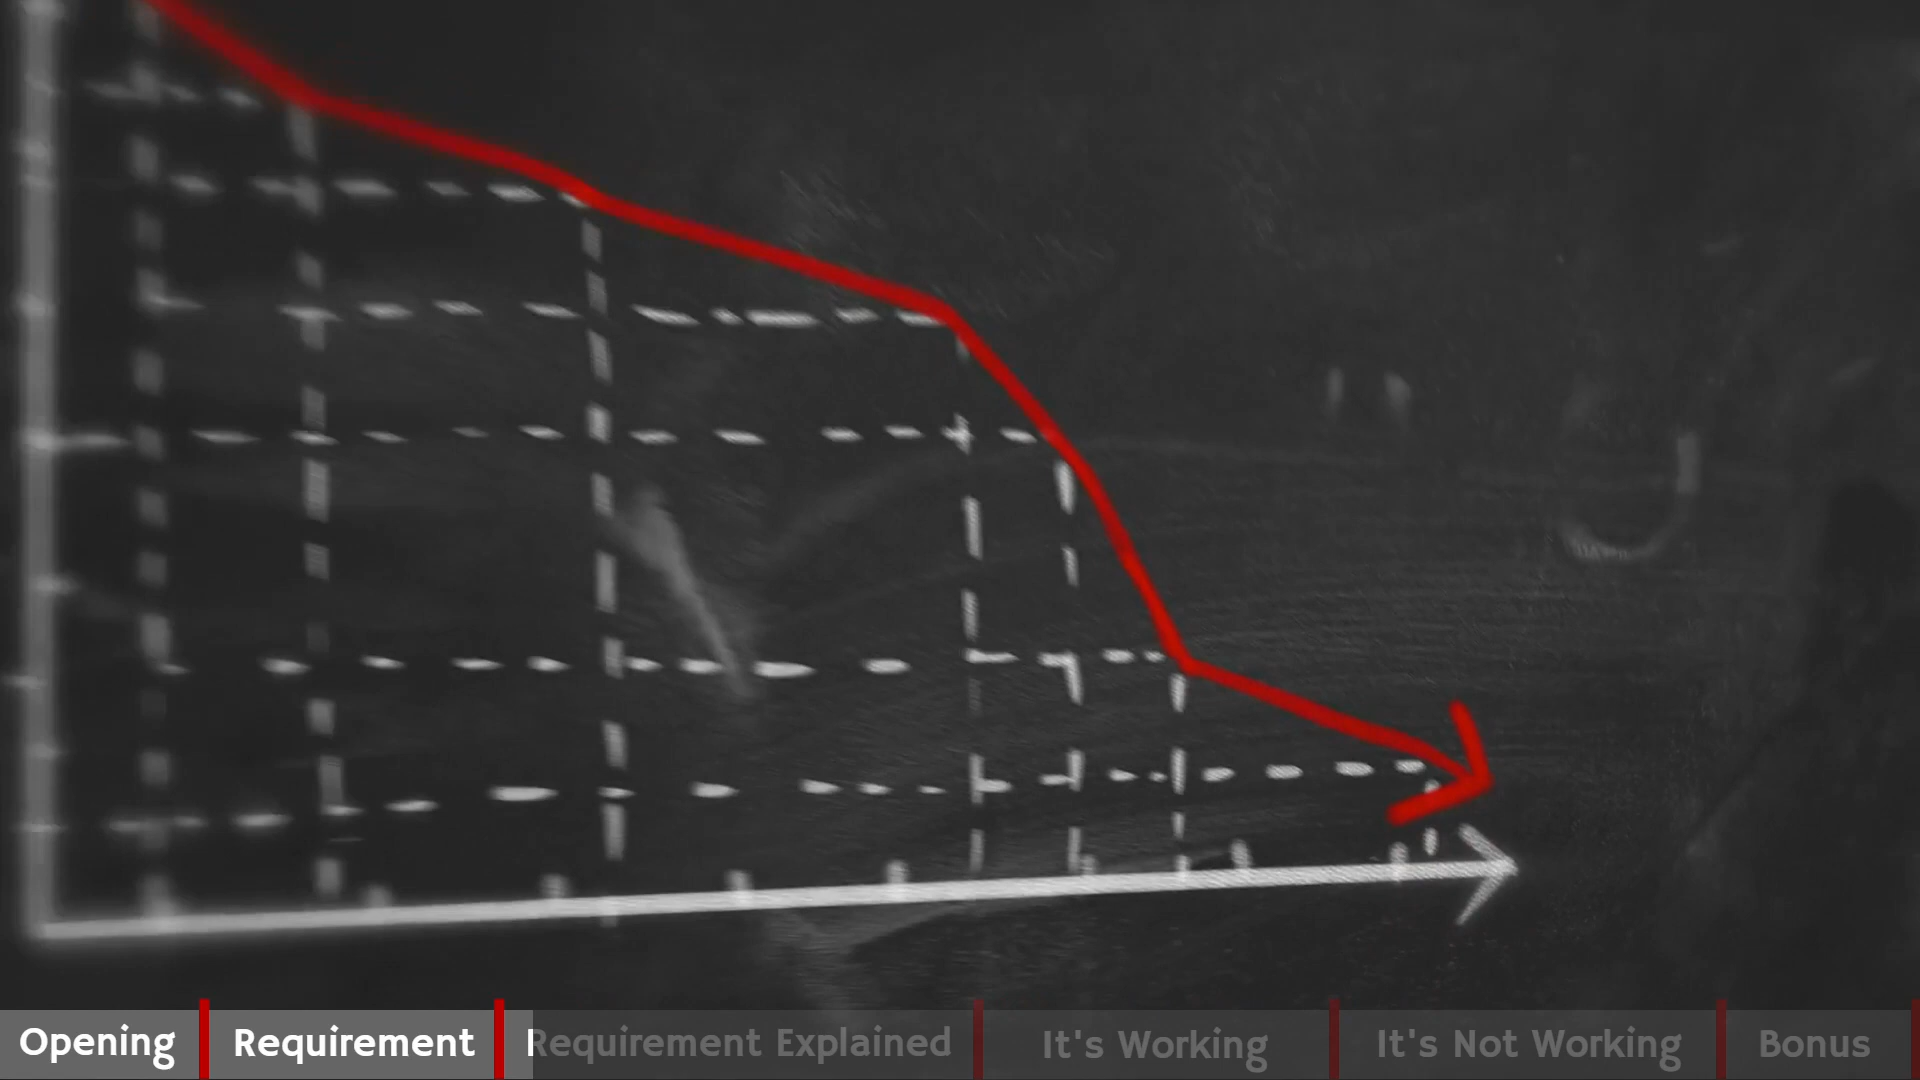 Opening
Requirement
Requirement Explained
It's Working
It's Not Working
Bonus